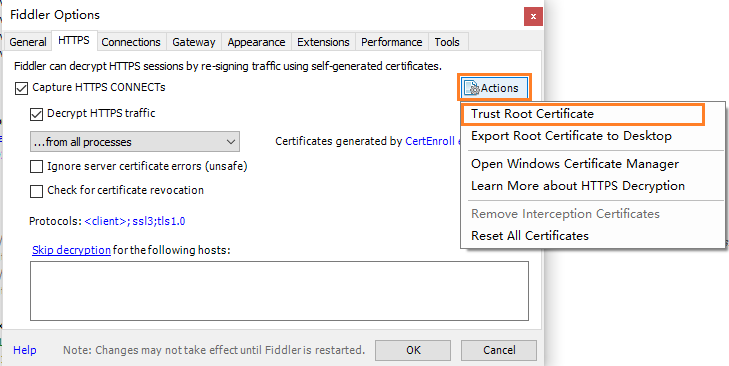 Fiddler Options
x
General HTTPS Connections Gateway Appearance Extensions Performance Tools
Fiddler can decrypt HTTPS sessions by re-signing traffic using self-generated certificates.
Capture HTTPS CONNECTs
Actions
Decrypt HTTPS traffic
Trust Root Certificate
...from all processes
Certificates generated by CertEnroll
Export Root Certificate to Desktop
Ignore server certificate errors (unsafe)
Open Windows Certificate Manager
Check for certificate revocation
Learn More about HTTPS Decryption
Protocols: <client>;ssl3;tls1.0
Remove Interception Certificates
Skip decryption for the following hosts:
Reset All Certificates
Help Note: Changes may not take effect until Fiddler is restarted. OK Cancel